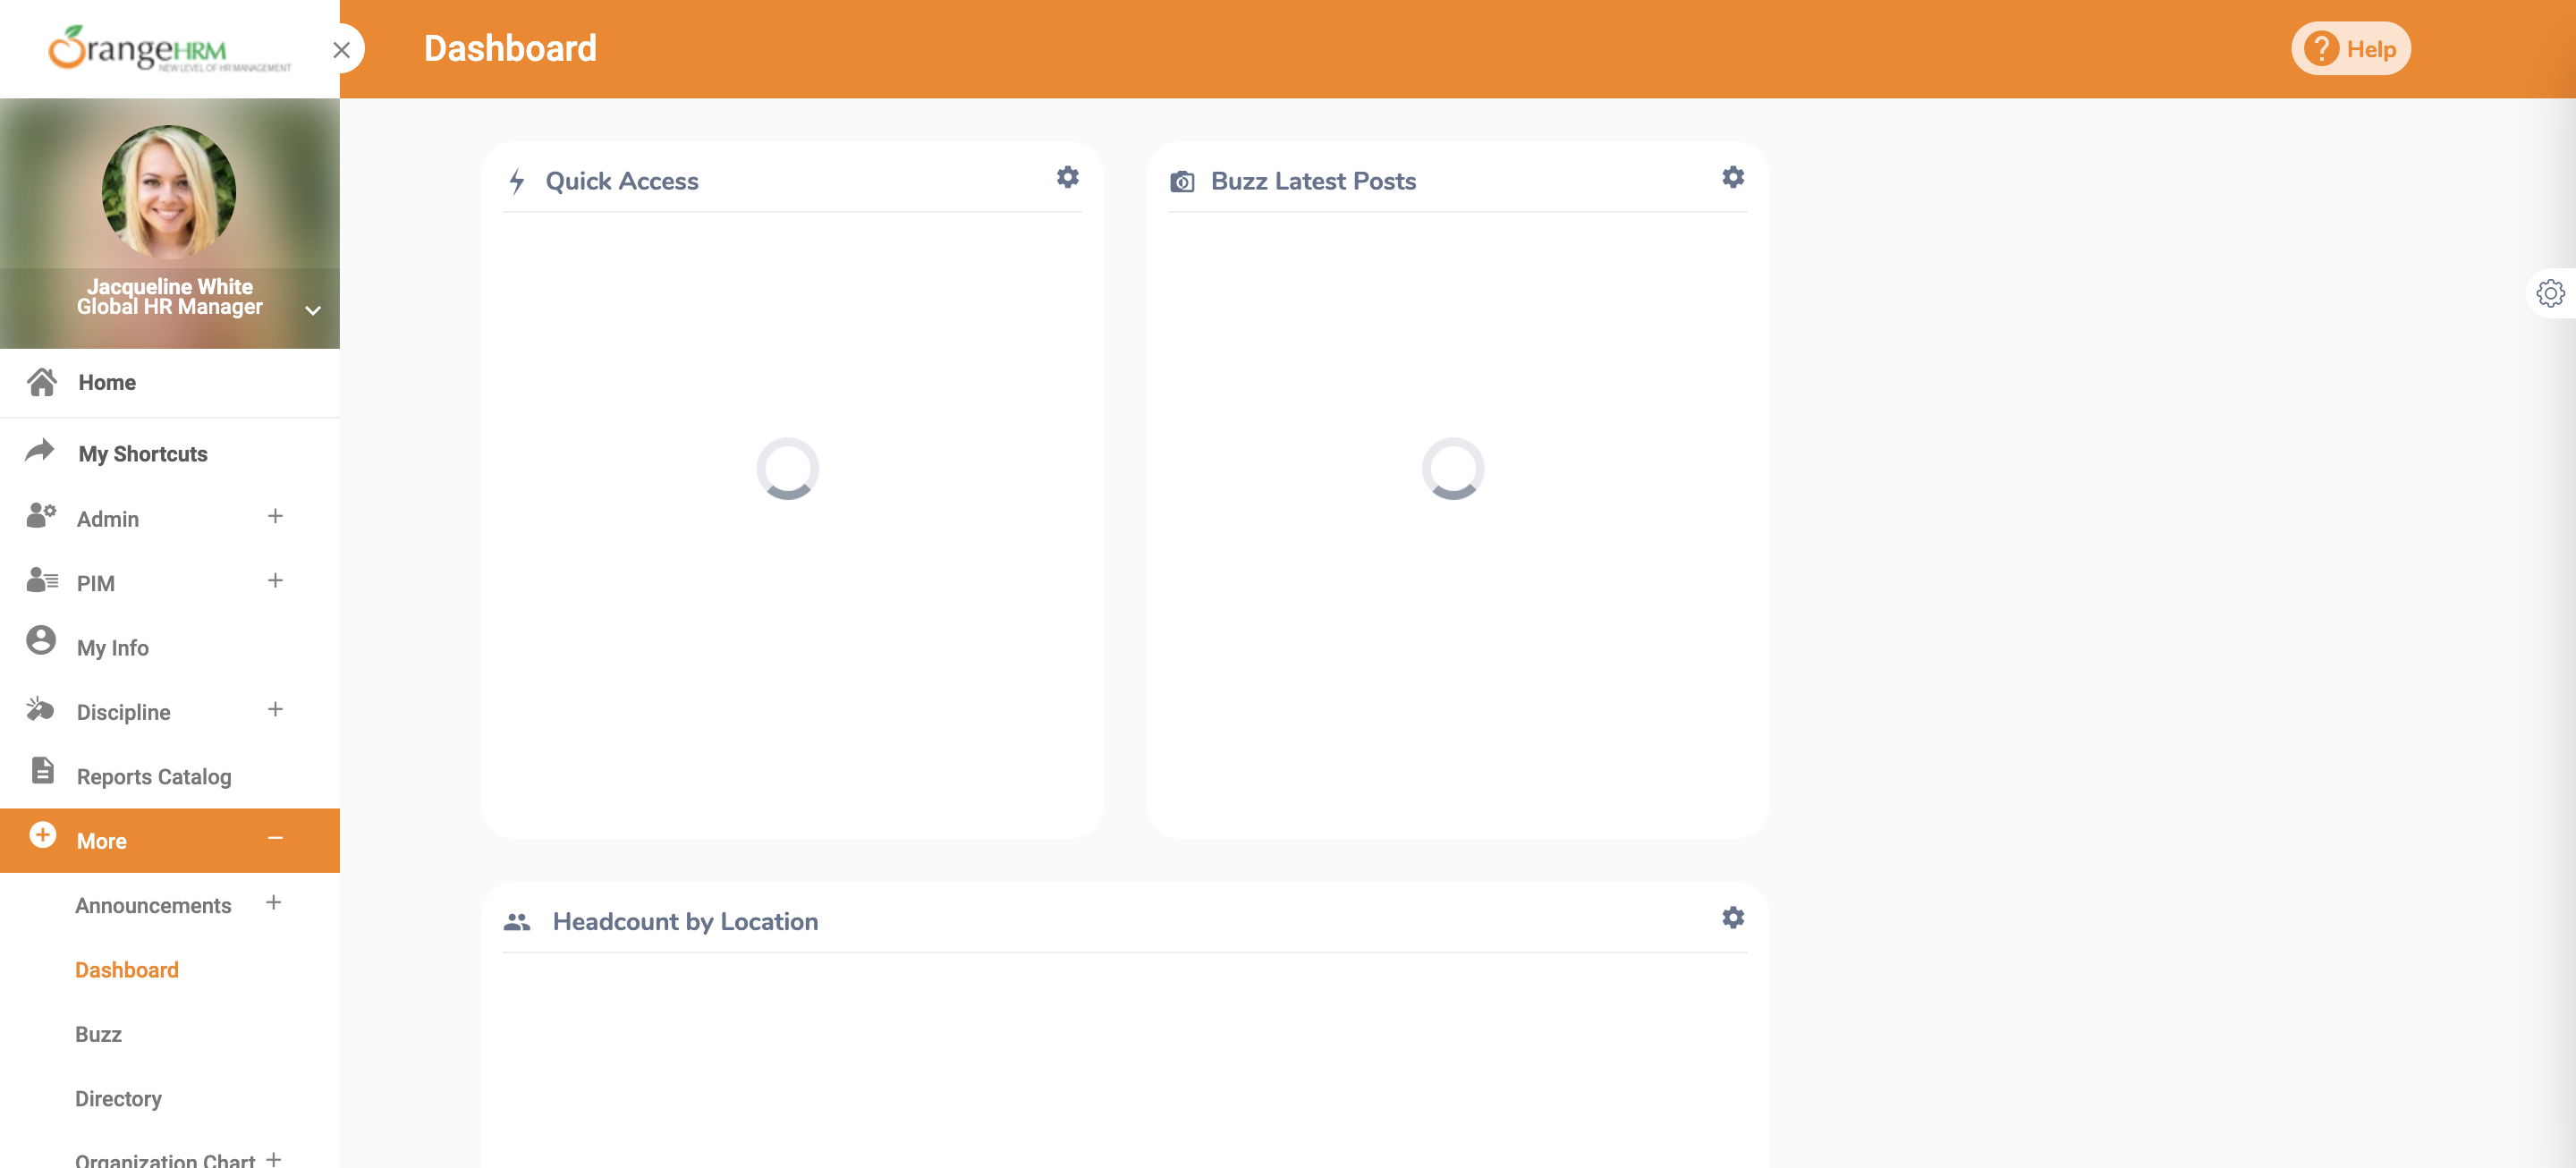 OrangeHRM
NEW LEVEL OF HR MANAGEMENT
Dashboard
Help
Jacqueline White
Global HR Manager
Home
My Shortcuts
Admin
PIM
My Info
Discipline
Reports Catalog
More
Announcements
Dashboard
Buzz
Directory
Organization Chart
Quick Access
Buzz Latest Posts
Headcount by Location